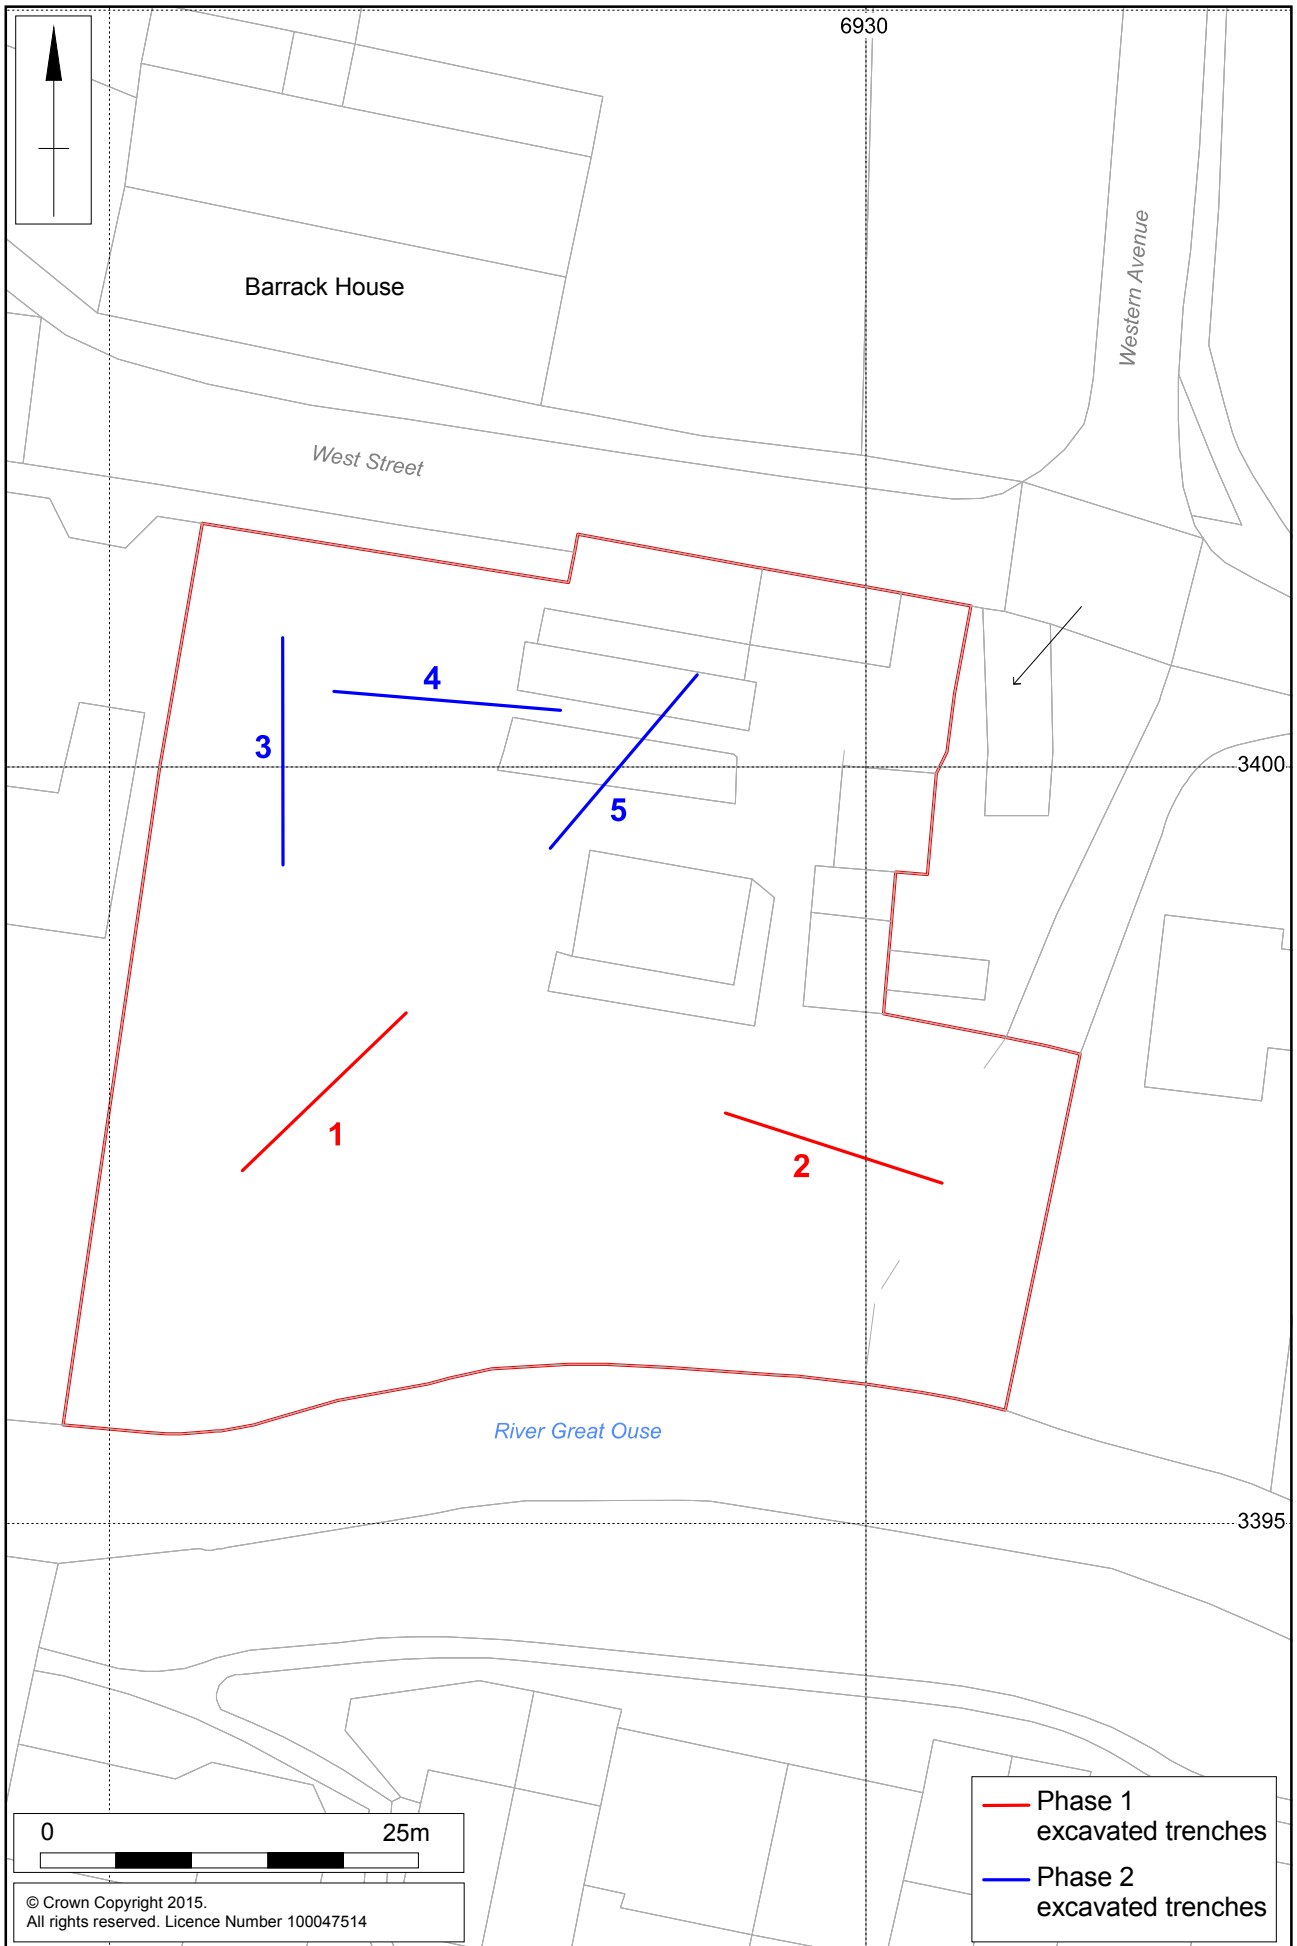 6930
Western Avenue
Barrack House
West Street
4
3
3400
5
1
2
River Great Ouse
3395
0 25m
© Crown Copyright 2015.
All rights reserved. Licence Number 100047514
Phase 1
excavated trenches
Phase 2
excavated trenches